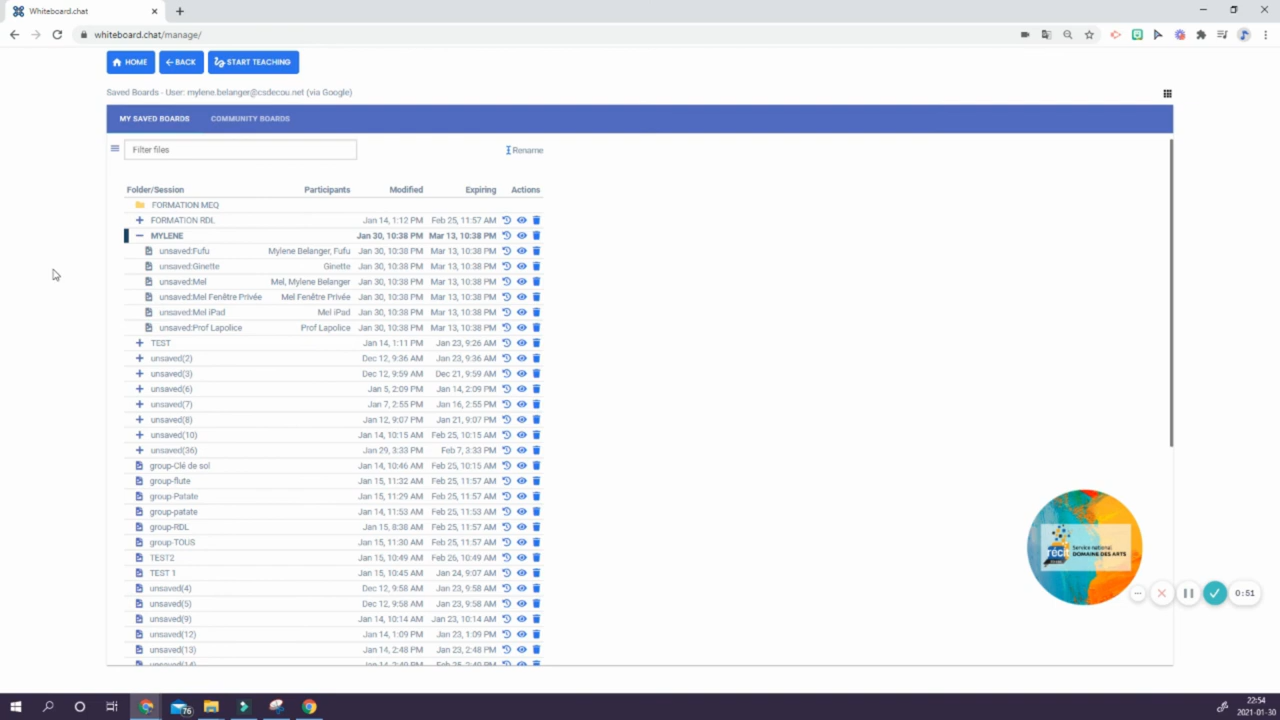 Whiteboard.chat
whiteboard.chat/manage/
HOME BACK START TEACHING
Saved Boards - User: mylene.belanger@csdecou.net (via Google)
MY SAVED BOARDS COMMUNITY BOARDS
Filter files Rename
Folder/Session Participants Modified Expiring Actions
FORMATION MEQ
FORMATION RDL Jan 14, 1:12 PM Feb 25, 11:57 AM
MYLENE Jan 30, 10:38 PM Mar 13, 10:38 PM
unsaved:Fufu Mylene Belanger, Fufu Jan 30, 10:38 PM Mar 13, 10:38 PM
unsaved:Ginette Ginette Jan 30, 10:38 PM Mar 13, 10:38 PM
unsaved:Mel Mel, Mylene Belanger Jan 30, 10:38 PM Mar 13, 10:38 PM
unsaved:Mel Fenêtre Privée Mel Fenêtre Privée Jan 30, 10:38 PM Mar 13, 10:38 PM
unsaved:Mel iPad Mel iPad Jan 30, 10:38 PM Mar 13, 10:38 PM
unsaved:Prof Lapolice Prof Lapolice Jan 30, 10:38 PM Mar 13, 10:38 PM
TEST Jan 14, 1:11 PM Jan 23, 9:26 AM
unsaved(2) Dec 12, 9:36 AM Jan 23, 9:36 AM
unsaved(3) Dec 12, 9:59 AM Dec 21, 9:59 AM
unsaved(6) Jan 5, 2:09 PM Jan 14, 2:09 PM
unsaved(7) Jan 7, 2:55 PM Jan 16, 2:55 PM
unsaved(8) Jan 12, 9:07 PM Jan 21, 9:07 PM
unsaved(10) Jan 14, 10:15 AM Feb 25, 10:15 AM
unsaved(36) Jan 29, 3:33 PM Feb 7, 3:33 PM
group-Clé de sol Jan 14, 10:46 AM Feb 25, 10:15 AM
group-flute Jan 15, 11:32 AM Feb 25, 11:57 AM
group-Patate Jan 15, 11:29 AM Feb 25, 11:57 AM
group-patate Jan 14, 11:53 AM Feb 25, 11:53 AM
group-RDL Jan 15, 8:38 AM Feb 25, 11:57 AM
group-TOUS Jan 15, 11:30 AM Feb 25, 11:57 AM
TEST2 Jan 15, 10:49 AM Feb 26, 10:49 AM
TEST 1 Jan 15, 10:45 AM Jan 24, 9:07 AM
unsaved(4) Dec 12, 9:58 AM Jan 23, 9:58 AM
unsaved(5) Dec 12, 9:58 AM Jan 23, 9:58 AM
unsaved(9) Jan 14, 10:14 AM Jan 23, 10:14 AM
unsaved(12) Jan 14, 1:09 PM Jan 23, 1:09 PM
unsaved(13) Jan 14, 2:48 PM Jan 23, 2:48 PM
unsaved(14) Jan 14, 2:49 PM
récit Service national
DOMAINE DES ARTS
0:51
76
22:54
2021-01-30